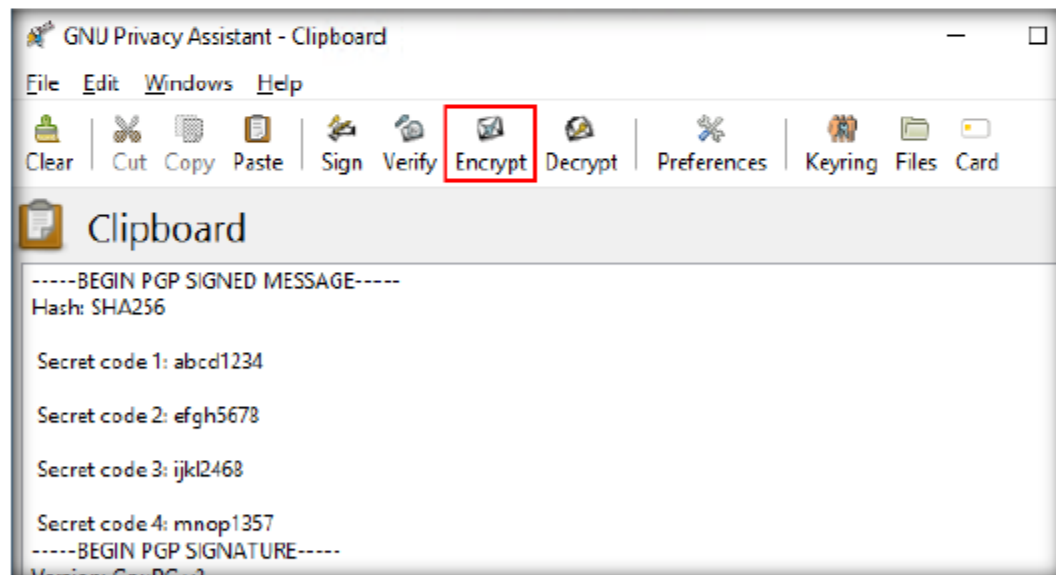 GNU Privacy Assistant - Clipboard
File Edit Windows Help
Clear Cut Copy Paste Sign Verify Encrypt Decrypt Preferences Keyring Files Card
Clipboard
-----BEGIN PGP SIGNED MESSAGE-----
Hash: SHA256
Secret code 1: abcd1234
Secret code 2: efgh5678
Secret code 3: ijkl2468
Secret code 4: mnop1357
-----BEGIN PGP SIGNATURE-----